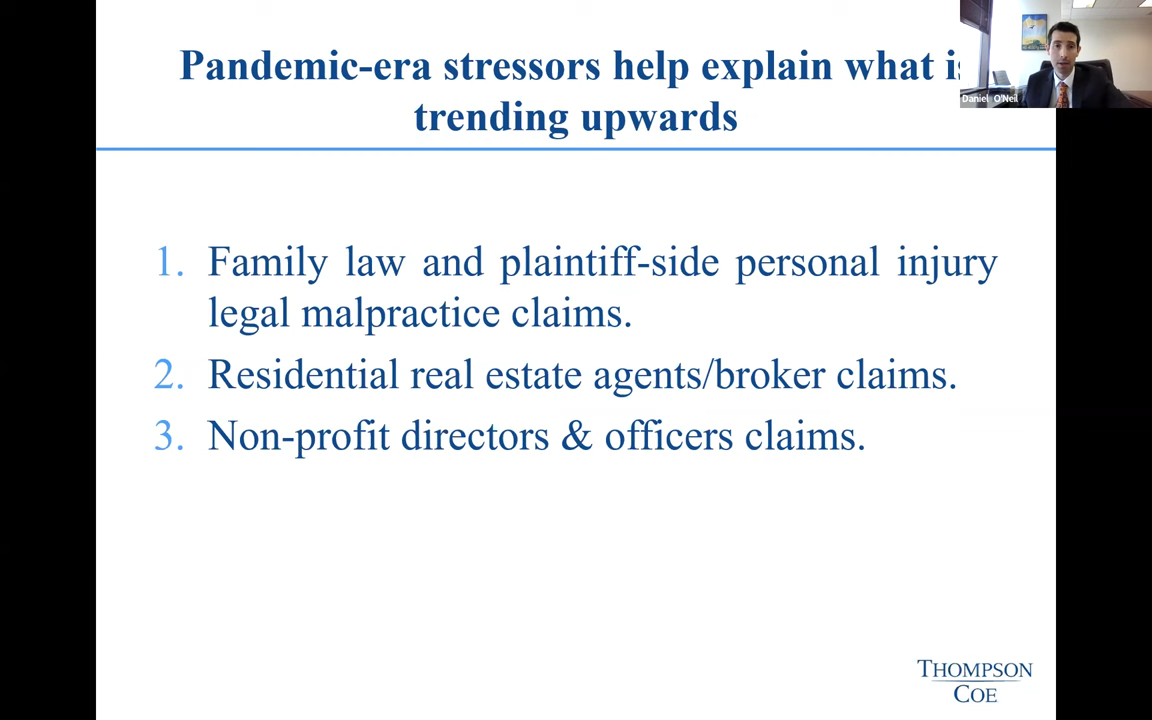 Pandemic-era stressors help explain what is
trending upwards
Daniel O'Neil
1. Family law and plaintiff-side personal injury
legal malpractice claims.
2. Residential real estate agents/broker claims.
3. Non-profit directors & officers claims.
THOMPSON
COE